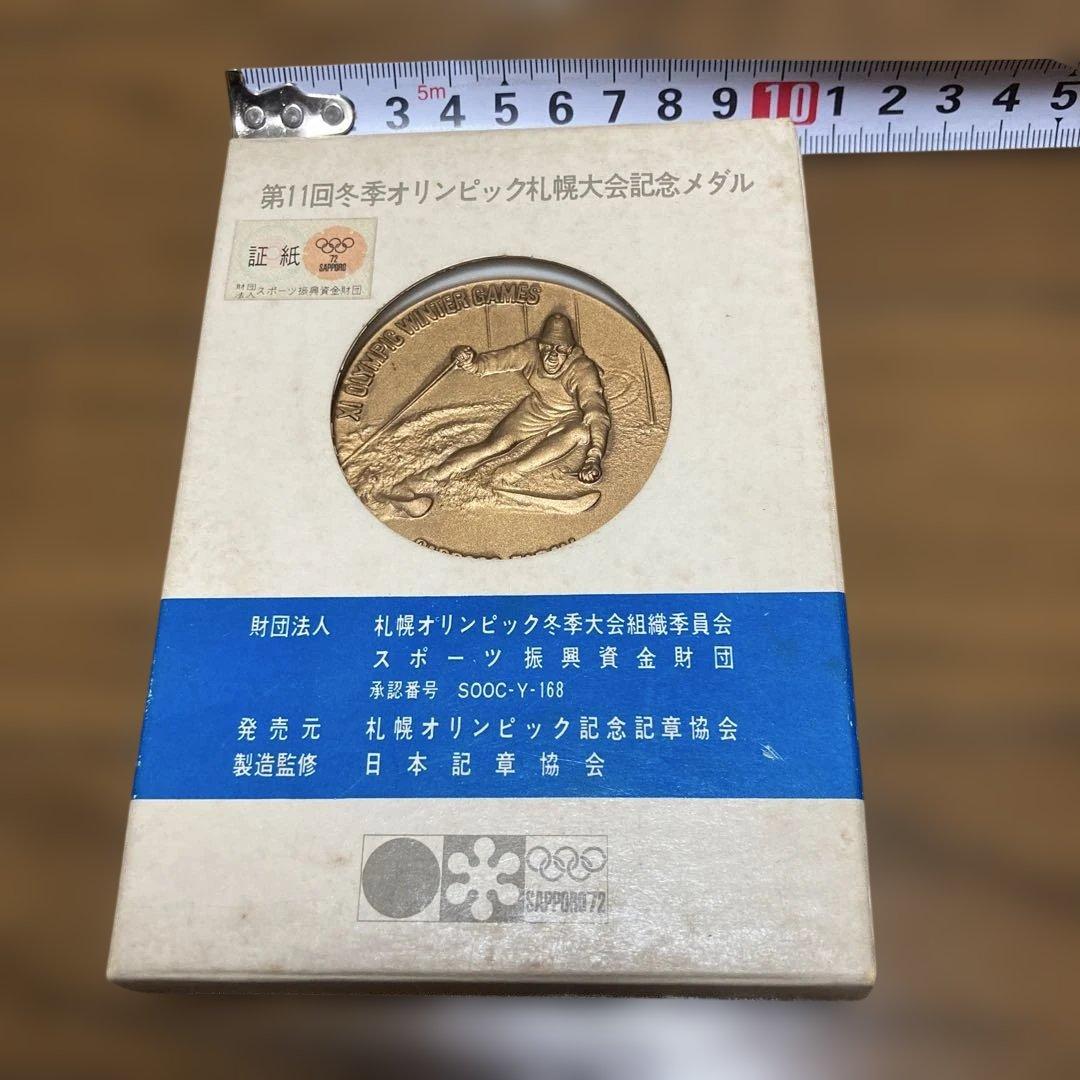 5m
3 4 5 6 7 8 9 10 1 2 3 4 5
第11回冬季オリンピック札幌大会記念メダル
証紙
'72
SAPPORO
財団法人スポーツ振興資金財団
XI OLYMPIC WINTER GAMES
財団法人 札幌オリンピック冬季大会組織委員会
スポーツ振興資金財団
承認番号 SOOC-Y-168
発売元 札幌オリンピック記念記章協会
製造監修 日本記章協会
SAPPORO'72